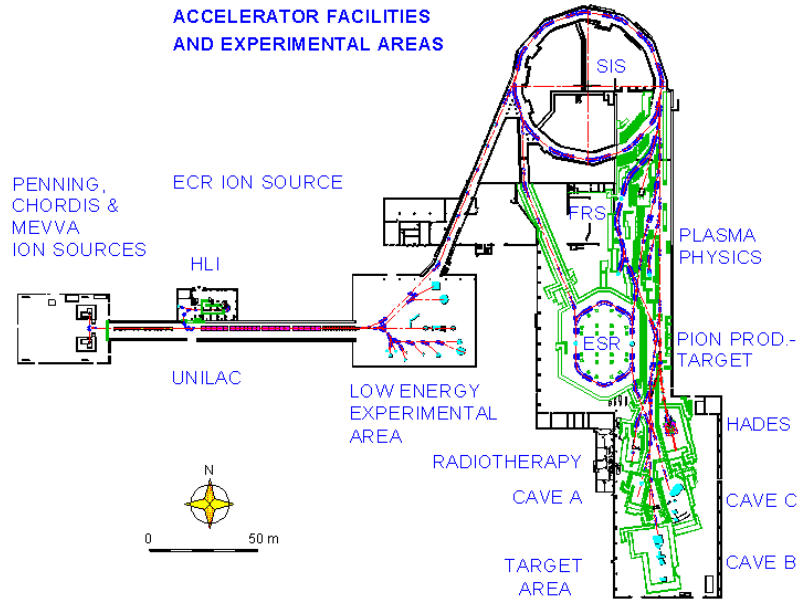 ACCELERATOR FACILITIES
AND EXPERIMENTAL AREAS
SIS
PENNING,
CHORDIS &
MEVVA
ION SOURCES
ECR ION SOURCE
HLI
FRS
PLASMA
PHYSICS
ESR
PION PROD.-
TARGET
UNILAC
LOW ENERGY
EXPERIMENTAL
AREA
HADES
RADIOTHERAPY
CAVE A
CAVE C
N
0 50 m
TARGET
AREA
CAVE B